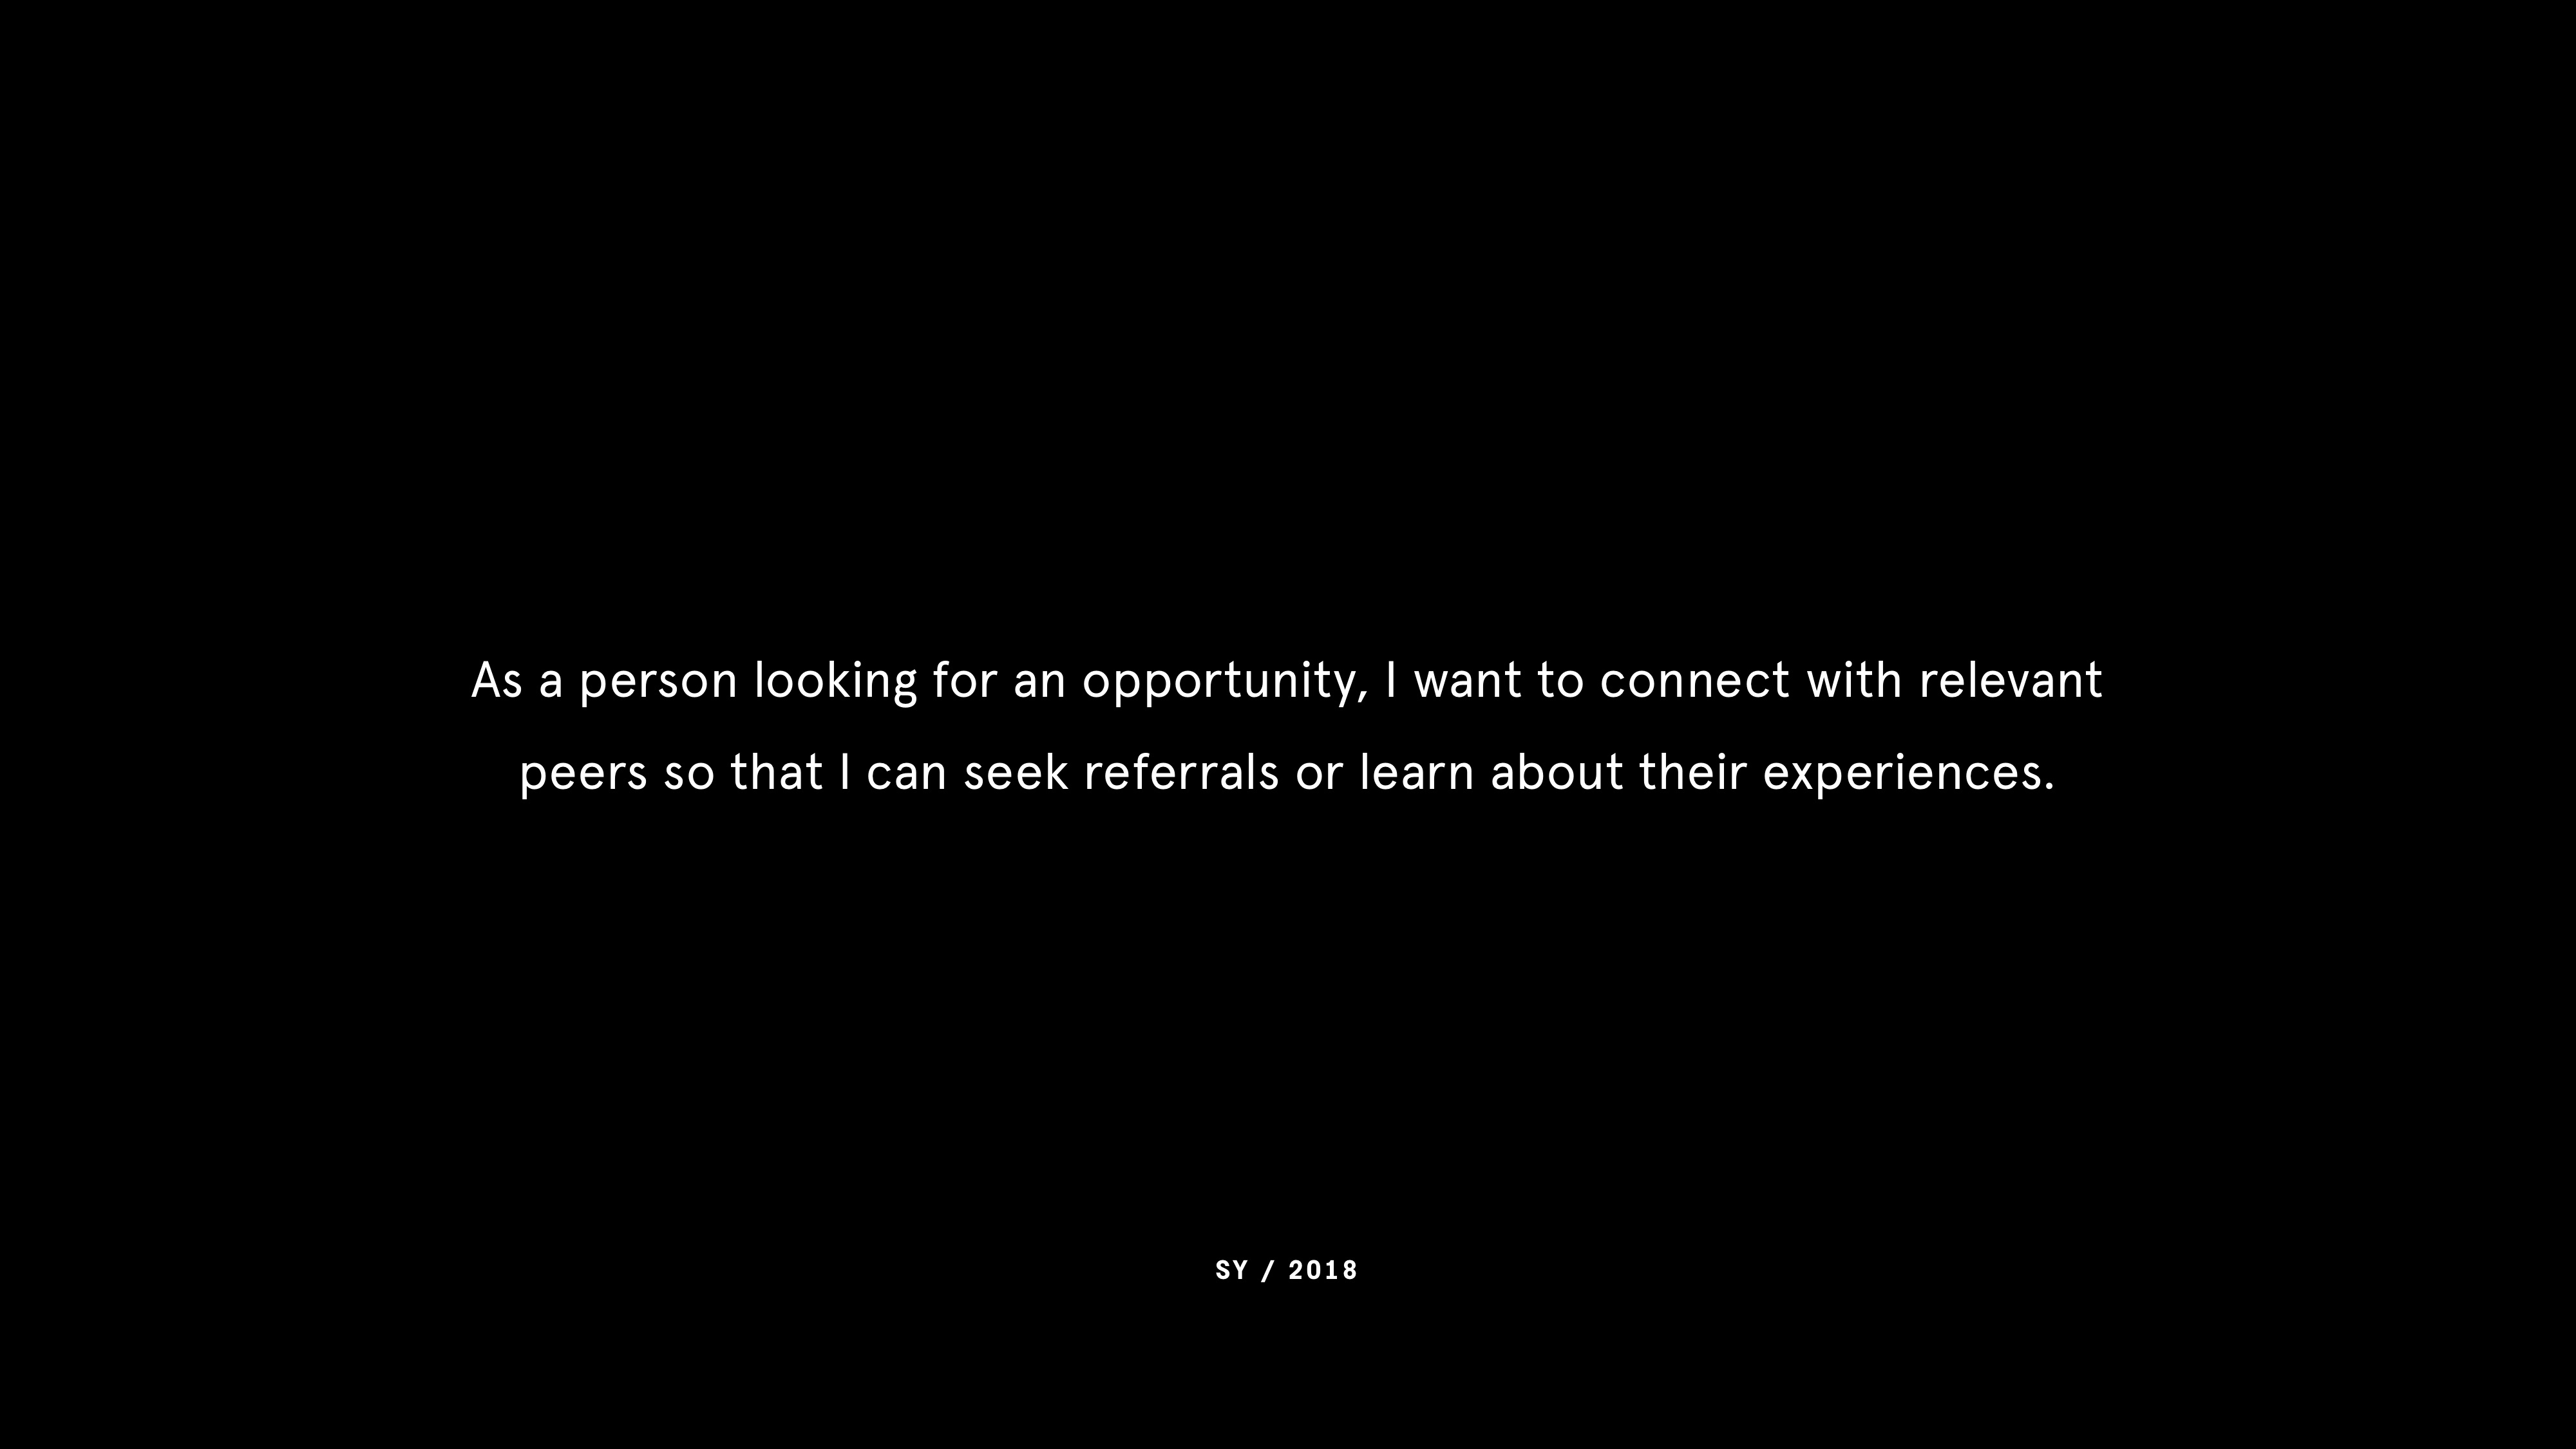 As a person looking for an opportunity, I want to connect with relevant
peers so that I can seek referrals or learn about their experiences.
SY / 2018